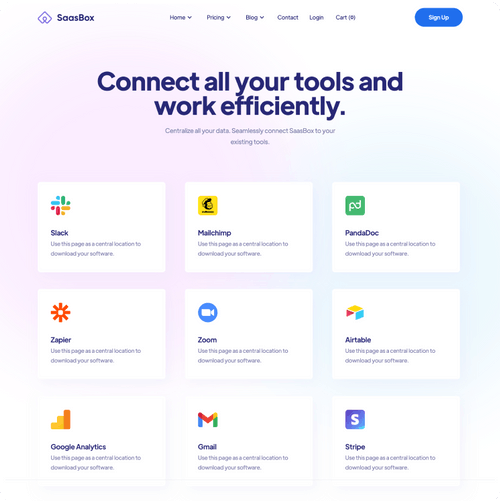 SaasBox
Home
Pricing
Blog
Contact
Login
Cart (0)
Sign Up
Connect all your tools and
work efficiently.
Centralize all your data. Seamlessly connect SaasBox to your
existing tools.
Slack
Use this page as a central location to
download your software.
Mailchimp
Use this page as a central location to
download your software.
pd
PandaDoc
Use this page as a central location to
download your software.
Zapier
Use this page as a central location to
download your software.
Zoom
Use this page as a central location to
download your software.
Airtable
Use this page as a central location to
download your software.
Google Analytics
Use this page as a central location to
download your software.
Gmail
Use this page as a central location to
download your software.
S
Stripe
Use this page as a central location to
download your software.